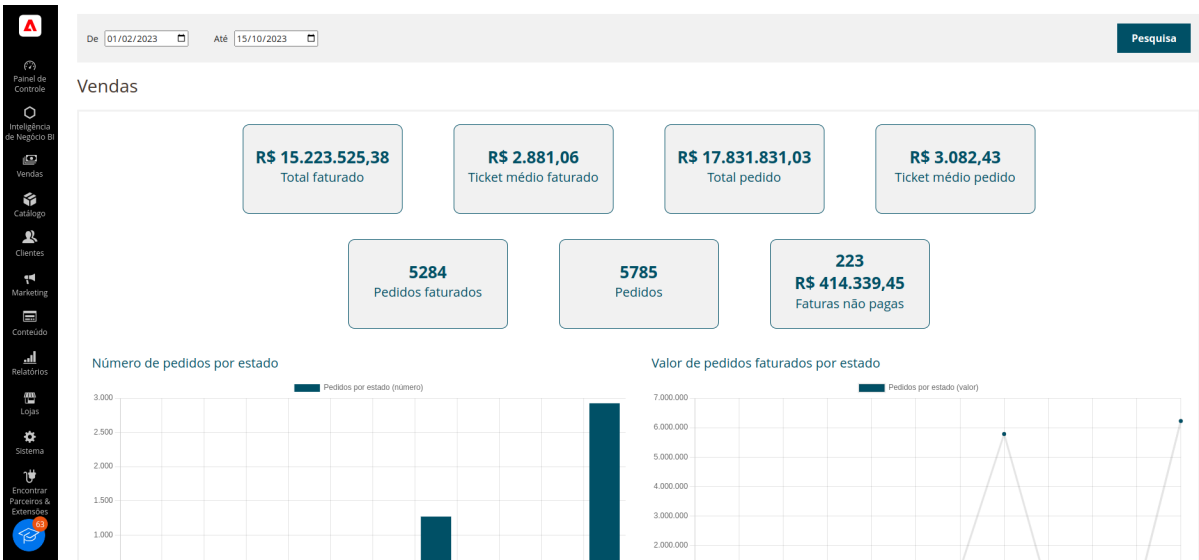 De 01/02/2023 Até 15/10/2023 Pesquisa
Painel de
Controle
Inteligência
de Negócio BI
Vendas
Catálogo
Clientes
Marketing
Conteúdo
Relatórios
Lojas
Sistema
Encontrar
Parceiros &
Extensões
63
Vendas
R$ 15.223.525,38
Total faturado
R$ 2.881,06
Ticket médio faturado
R$ 17.831.831,03
Total pedido
R$ 3.082,43
Ticket médio pedido
5284
Pedidos faturados
5785
Pedidos
223
R$ 414.339,45
Faturas não pagas
Número de pedidos por estado
Pedidos por estado (número)
3.000
2.500
2.000
1.500
1.000
Valor de pedidos faturados por estado
Pedidos por estado (valor)
7.000.000
6.000.000
5.000.000
4.000.000
3.000.000
2.000.000